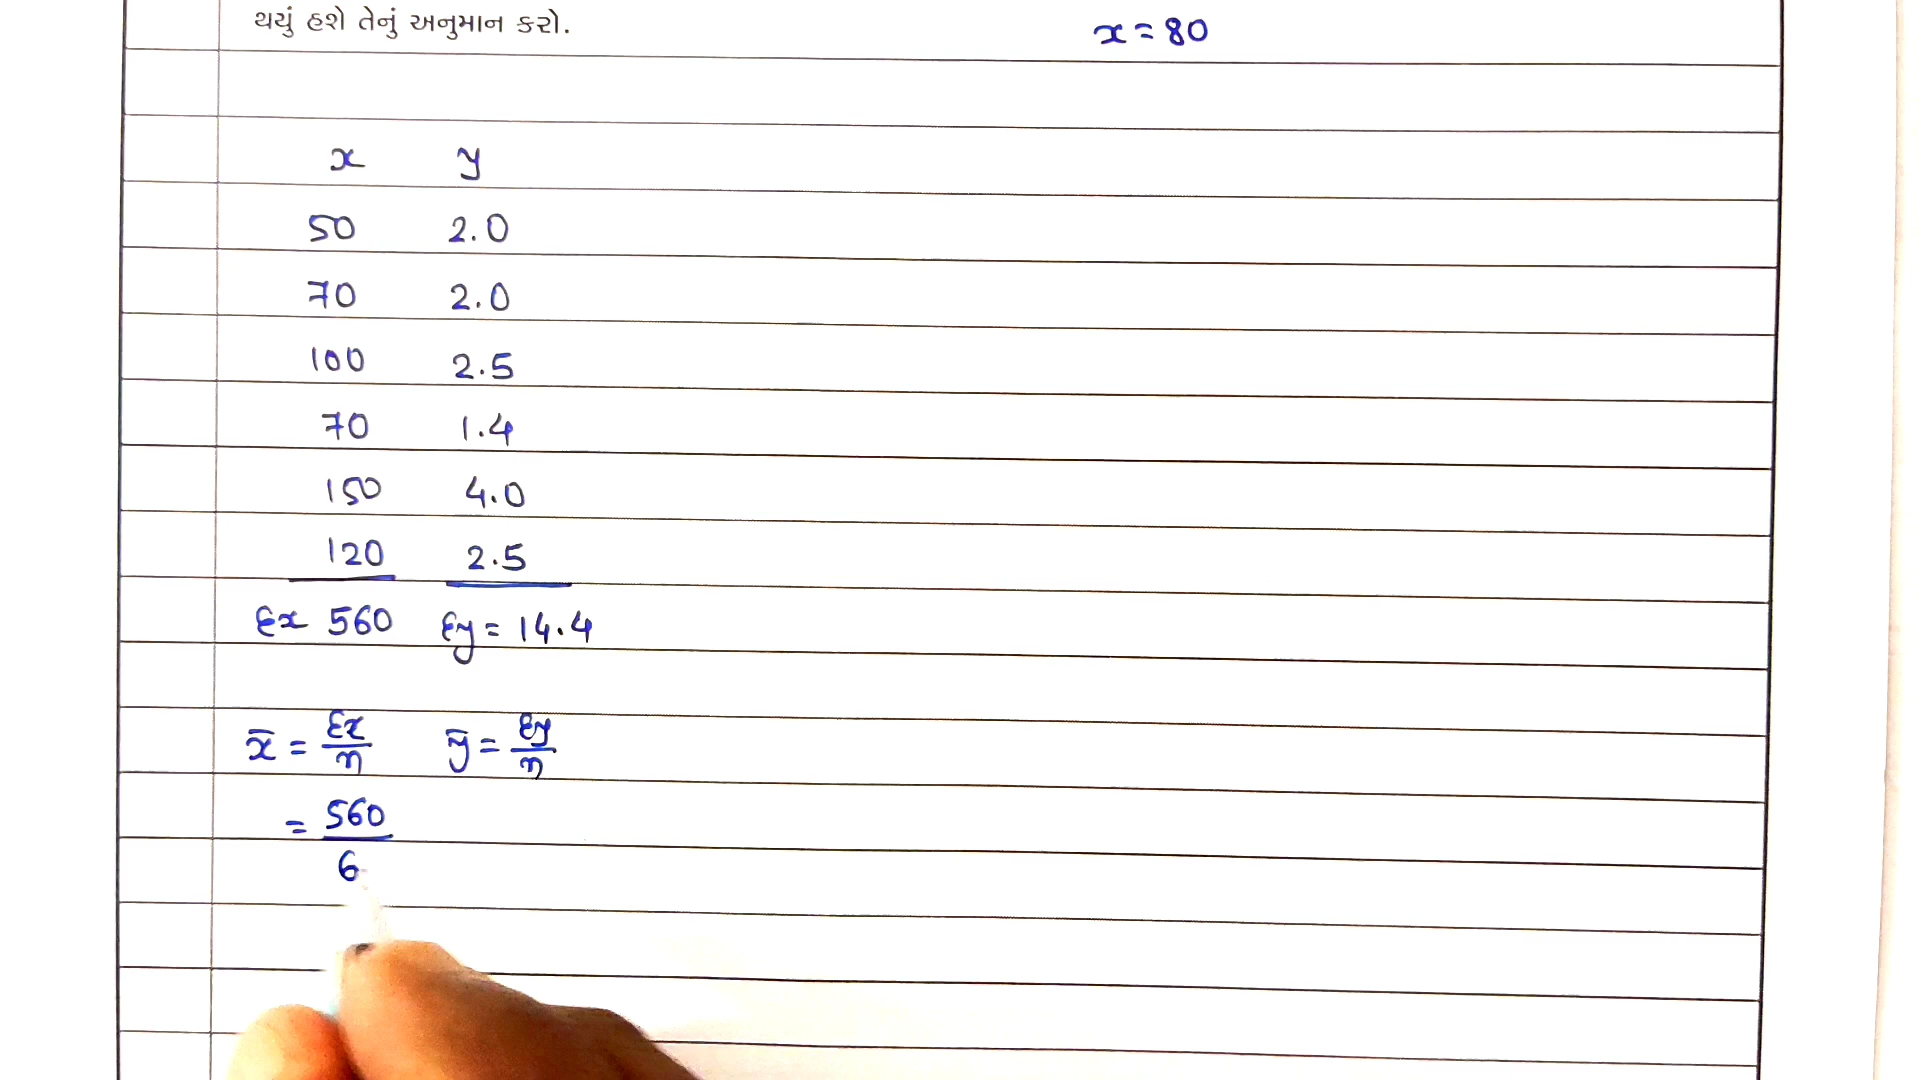 થયું હશે તેનું અનુમાન કરો.
x = 80
x y
50 2.0
70 2.0
100 2.5
70 1.4
150 4.0
120 2.5
Σx 560 Σy = 14.4
x̄ = Σx/n ȳ = Σy/n
= 560/6